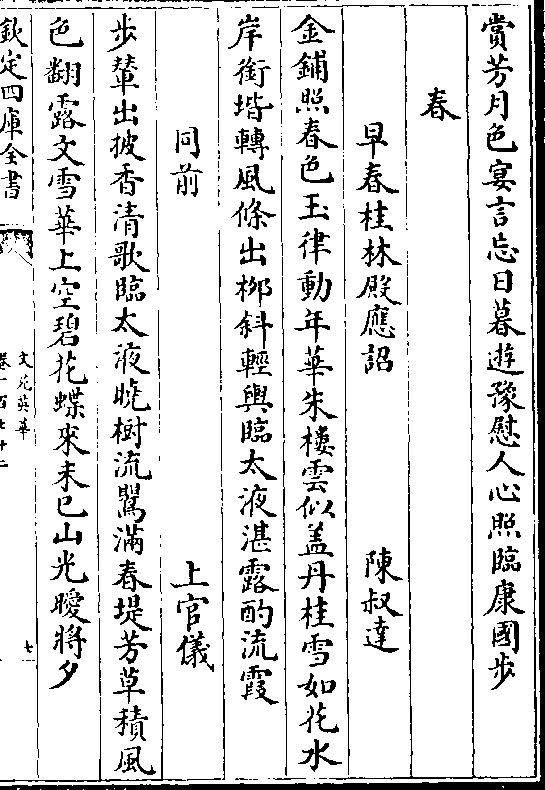 賞芳月色宴言忘日暮遊豫慰人心照臨康國步
春
早春桂林殿應詔　陳叔達
金鋪照春色玉律動年華朱樓雲似盖丹桂雪如花水
岸銜堦轉風條出桞斜輕輿臨太液湛露酌流霞
同前　上官儀
步輦出披香清歌臨太液曉樹流鶯滿春堤芳草積風
色翻露文雪華上空碧花蝶來未已山光曖將夕
欽定四庫全書
文苑英華
卷一百七十二
七